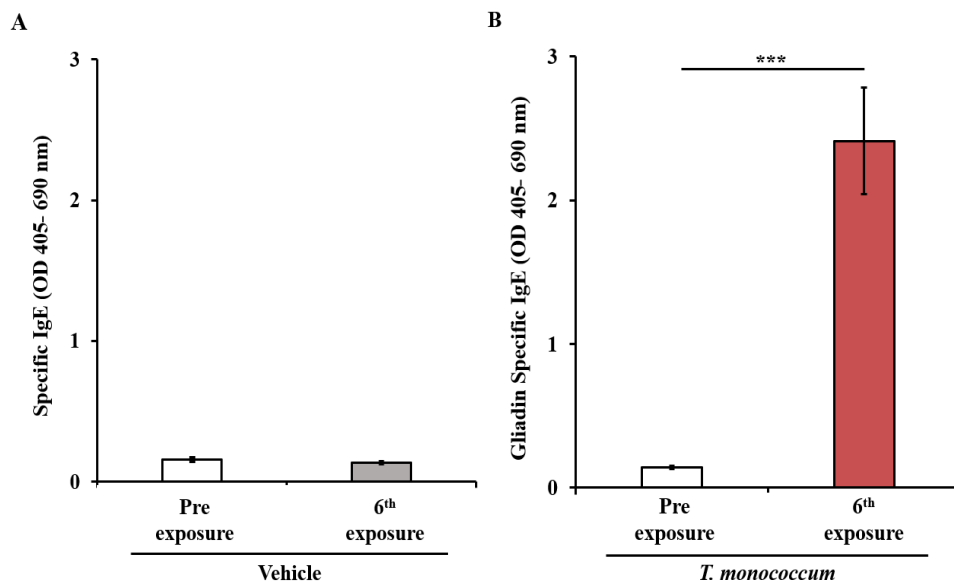 A
Specific IgE (OD 405- 690 nm)
3
2
1
0
Pre
exposure
6th
exposure
Vehicle
B
Gliadin Specific IgE (OD 405- 690 nm)
3
2
1
0
***
Pre
exposure
6th
exposure
T. monococcum